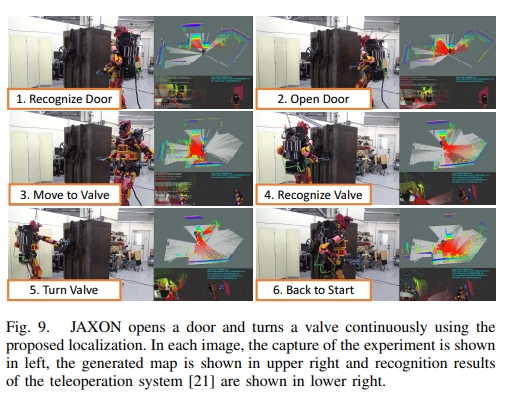 1. Recognize Door
2. Open Door
3. Move to Valve
4. Recognize Valve
5. Turn Valve
6. Back to Start
Fig. 9. JAXON opens a door and turns a valve continuously using the
proposed localization. In each image, the capture of the experiment is shown
in left, the generated map is shown in upper right and recognition results
of the teleoperation system [21] are shown in lower right.